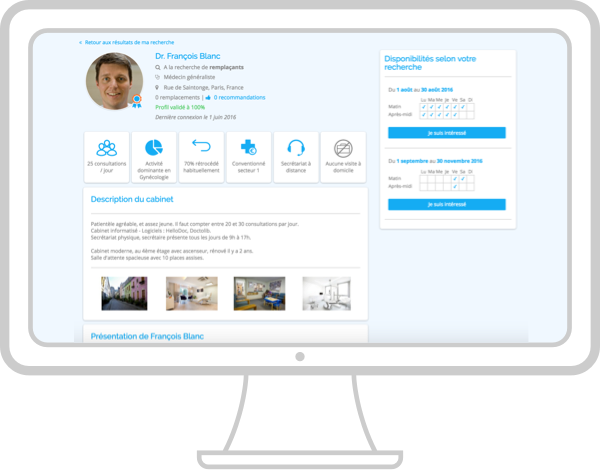 « Retour aux résultats de ma recherche
Dr. François Blanc
A la recherche de remplaçants
Médecin généraliste
Rue de Saintonge, Paris, France
0 remplacements | 0 recommandations
Profil validé à 100%
Dernière connexion le 1 juin 2016
25 consultations / jour
Activité dominante en Gynécologie
70% rétrocédé habituellement
Conventionné secteur 1
Secrétariat à distance
Aucune visite à domicile
Description du cabinet
Patientèle agréable, et assez jeune. Il faut compter entre 20 et 30 consultations par jour.
Cabinet informatisé - Logiciels : HelloDoc, Doctolib.
Secrétariat physique, secrétaire présente tous les jours de 9h à 17h.
Cabinet moderne, au 4ème étage avec ascenseur, rénové il y a 2 ans.
Salle d'attente spacieuse avec 10 places assises.
Présentation de François Blanc
Disponibilités selon votre
recherche
Du 1 août au 30 août 2016
Lu Ma Me Je Ve Sa Di
Matin ✓ ✓ ✓ ✓ ✓ ✓
Après-midi ✓ ✓ ✓ ✓ ✓
Je suis intéressé
Du 1 septembre au 30 novembre 2016
Lu Ma Me Je Ve Sa Di
Matin ✓ ✓
Après-midi ✓
Je suis intéressé